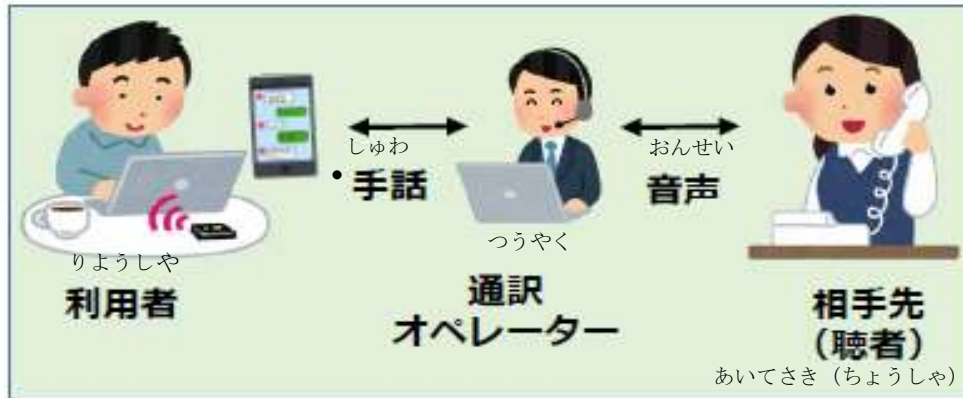 しゅわ
・手話
おんせい
音声
りようしや
利用者
つうやく
通訳
オペレーター
相手先
（聴者）
あいてさき（ちょうしゃ）